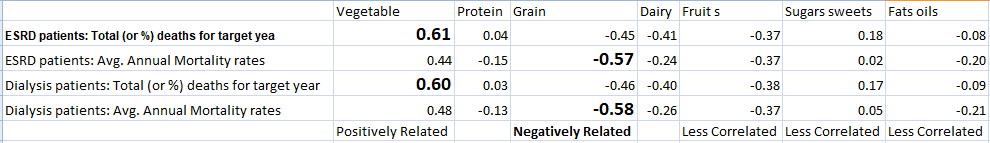 Vegetable Protein Grain Dairy Fruit s Sugars sweets Fats oils
ESRD patients: Total (or %) deaths for target yea 0.61 0.04 -0.45 -0.41 -0.37 0.18 -0.08
ESRD patients: Avg. Annual Mortality rates 0.44 -0.15 -0.57 -0.24 -0.37 0.02 -0.20
Dialysis patients: Total (or %) deaths for target year 0.60 0.03 -0.46 -0.40 -0.38 0.17 -0.09
Dialysis patients: Avg. Annual Mortality rates 0.48 -0.13 -0.58 -0.26 -0.37 0.05 -0.21
Positively Related Negatively Related Less Correlated Less Correlated Less Correlated